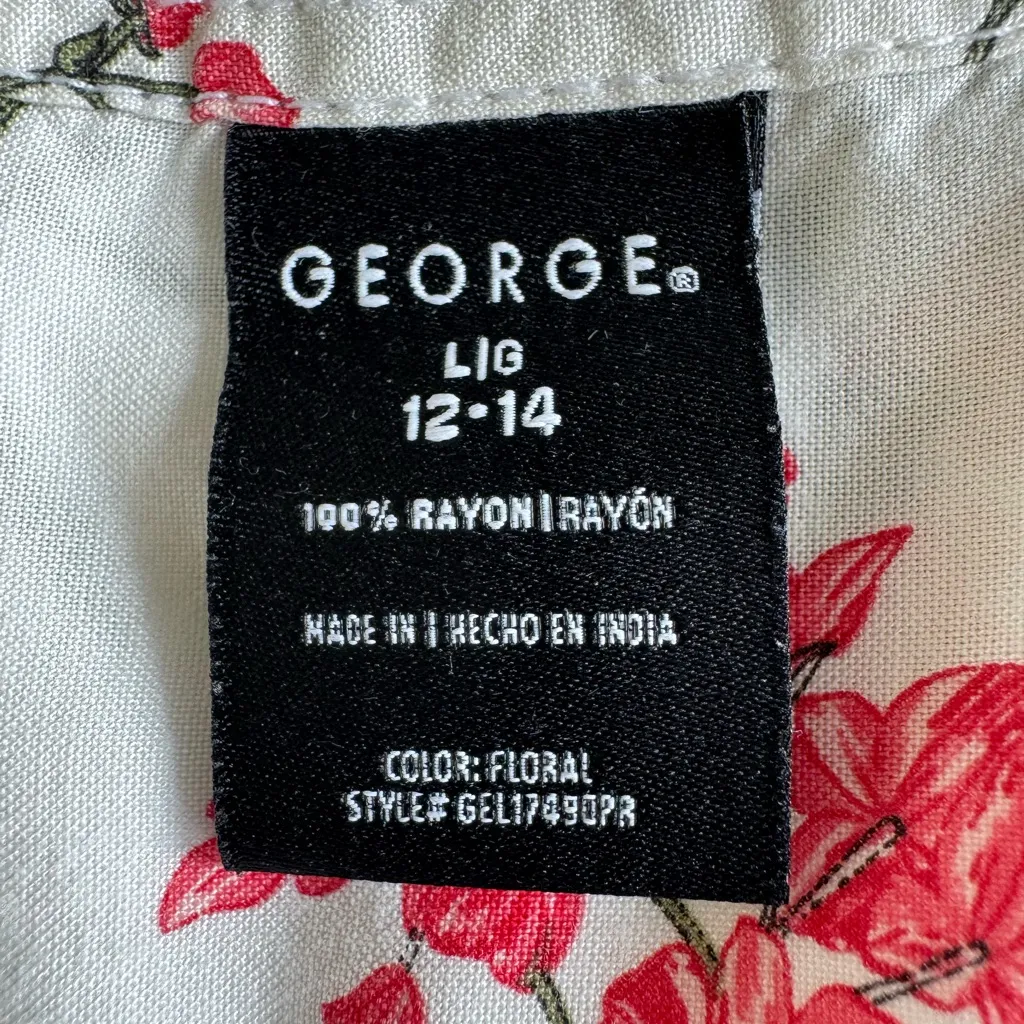 GEORGE®
L|G
12-14
100% RAYON | RAYÓN
MADE IN | HECHO EN INDIA
COLOR: FLORAL
STYLE# GEL17490PR